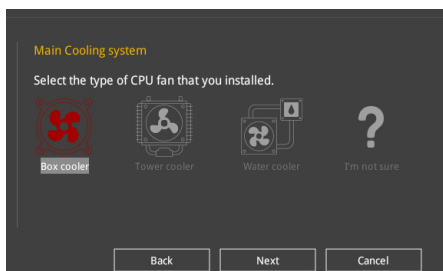 Main Cooling system
Select the type of CPU fan that you installed.
Box cooler Tower cooler Water cooler I'm not sure
Back Next Cancel